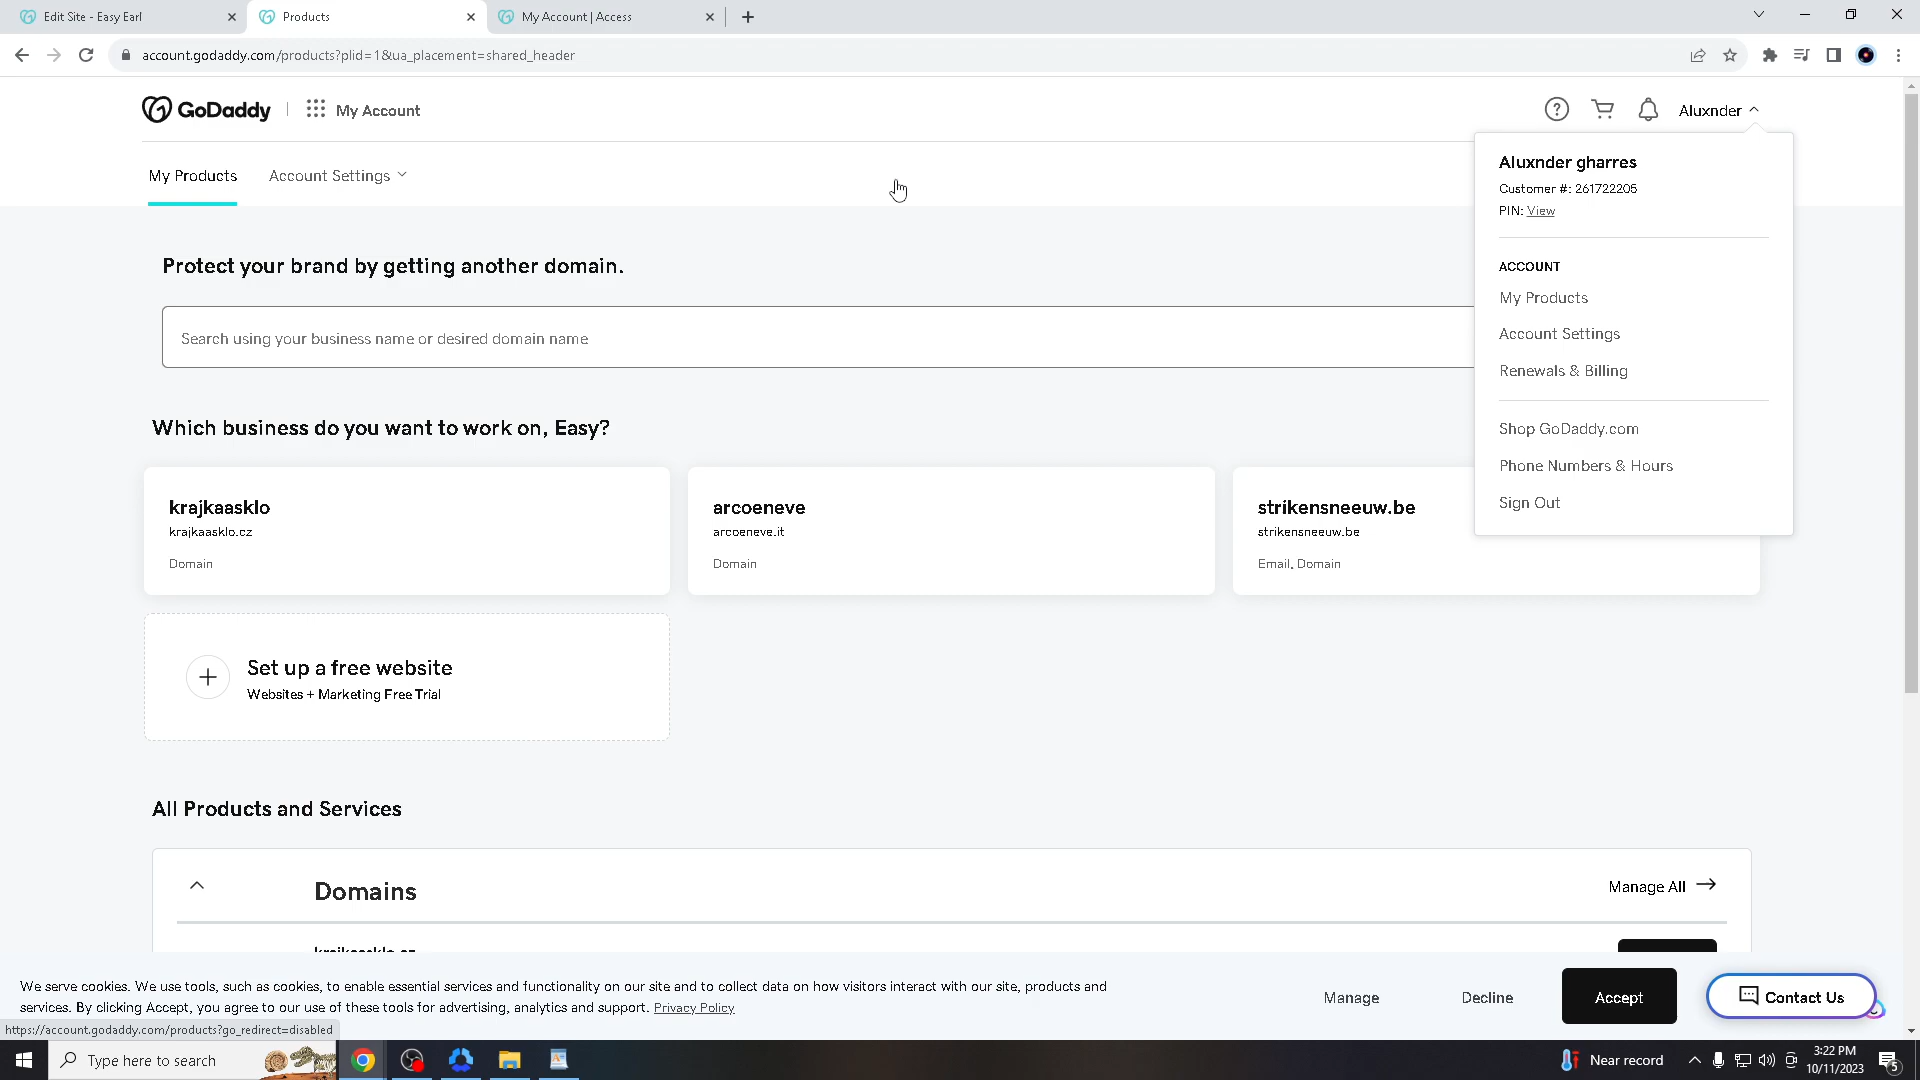 Edit Site - Easy Earl
Products
My Account | Access
account.godaddy.com/products?plid=1&ua_placement=shared_header
GoDaddy
My Account
Aluxnder
My Products
Account Settings
Aluxnder gharres
Customer #: 261722205
PIN: View
ACCOUNT
My Products
Account Settings
Renewals & Billing
Shop GoDaddy.com
Phone Numbers & Hours
Sign Out
Protect your brand by getting another domain.
Search using your business name or desired domain name
Which business do you want to work on, Easy?
krajkaasklo
krajkaasklo.cz
Domain
arcoeneve
arcoeneve.it
Domain
strikensneeuw.be
strikensneeuw.be
Email, Domain
Set up a free website
Websites + Marketing Free Trial
All Products and Services
Domains
Manage All
krajkaasklo.cz
We serve cookies. We use tools, such as cookies, to enable essential services and functionality on our site and to collect data on how visitors interact with our site, products and
services. By clicking Accept, you agree to our use of these tools for advertising, analytics and support. Privacy Policy
Manage
Decline
Accept
Contact Us
https://account.godaddy.com/products?go_redirect=disabled
Type here to search
Near record
3:22 PM
10/11/2023
5